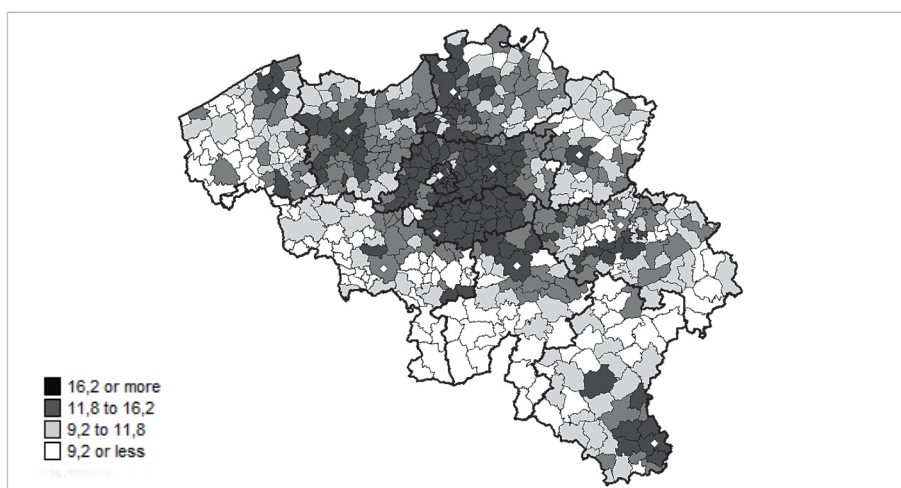 16,2 or more
11,8 to 16,2
9,2 to 11,8
9,2 or less